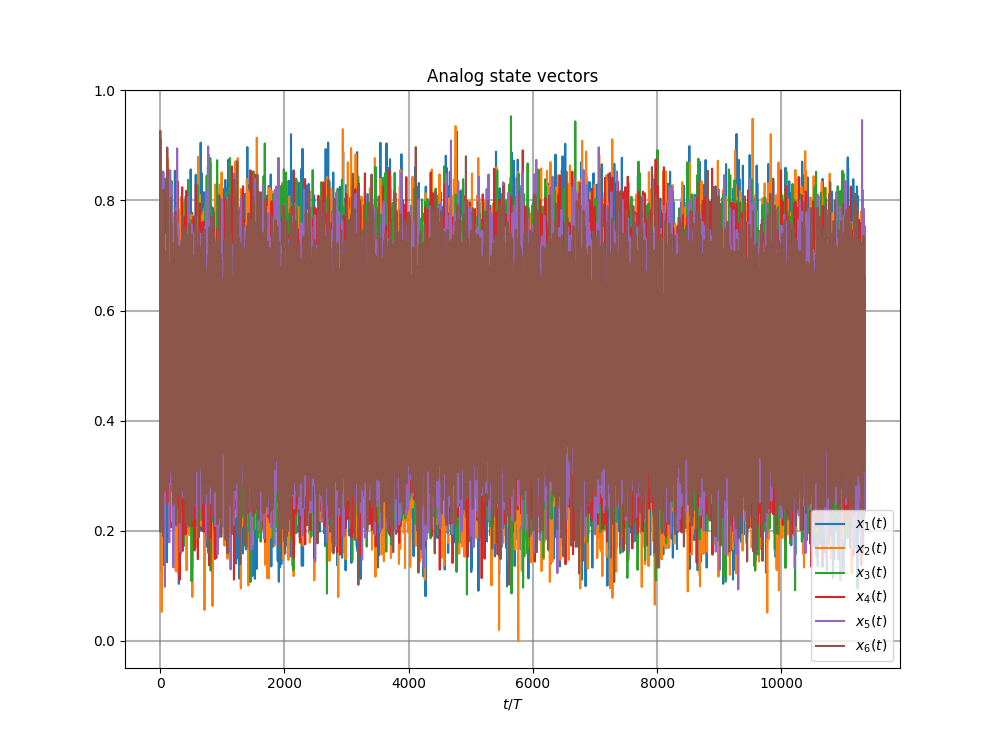 Analog state vectors
1.0
0.8
0.6
0.4
0.2
0.0
0 2000 4000 6000 8000 10000
t/T
x₁(t)
x₂(t)
x₃(t)
x₄(t)
x₅(t)
x₆(t)